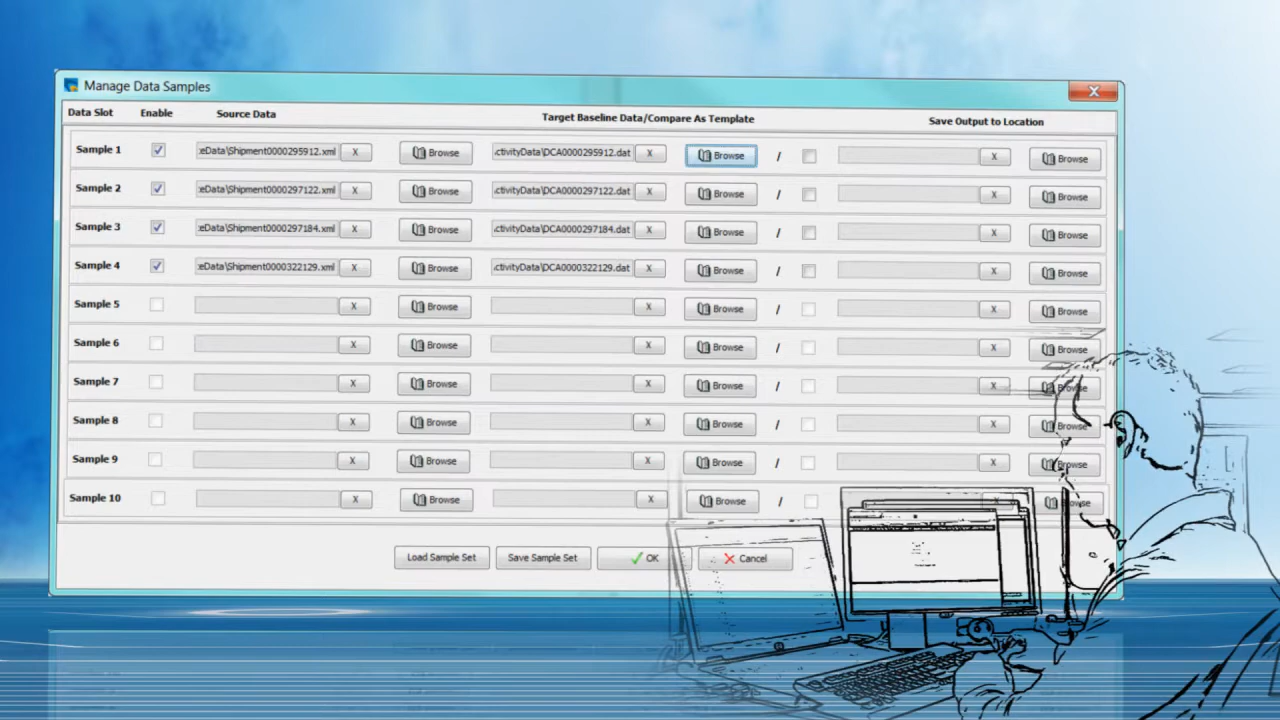 Manage Data Samples X
Data Slot Enable Source Data Target Baseline Data/Compare As Template Save Output to Location
Sample 1 :eData\Shipment0000295912.xml X Browse .ctivityData\DCA0000295912.dat X Browse / X Browse
Sample 2 :eData\Shipment0000297122.xml X Browse .ctivityData\DCA0000297122.dat X Browse / X Browse
Sample 3 :eData\Shipment0000297184.xml X Browse .ctivityData\DCA0000297184.dat X Browse / X Browse
Sample 4 :eData\Shipment0000322129.xml X Browse .ctivityData\DCA0000322129.dat X Browse / X Browse
Sample 5 X Browse X Browse / X Browse
Sample 6 X Browse X Browse / X Browse
Sample 7 X Browse X Browse / X Browse
Sample 8 X Browse X Browse / X Browse
Sample 9 X Browse X Browse / X Browse
Sample 10 X Browse X Browse / X Browse
Load Sample Set Save Sample Set OK Cancel